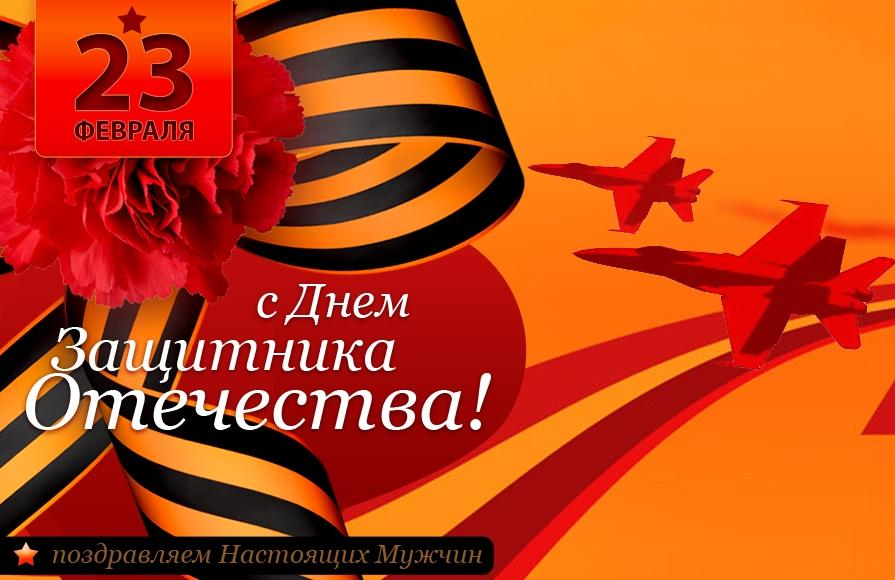 23
ФЕВРАЛЯ
с Днем
Защитника
Отечества!
поздравляем Настоящих Мужчин